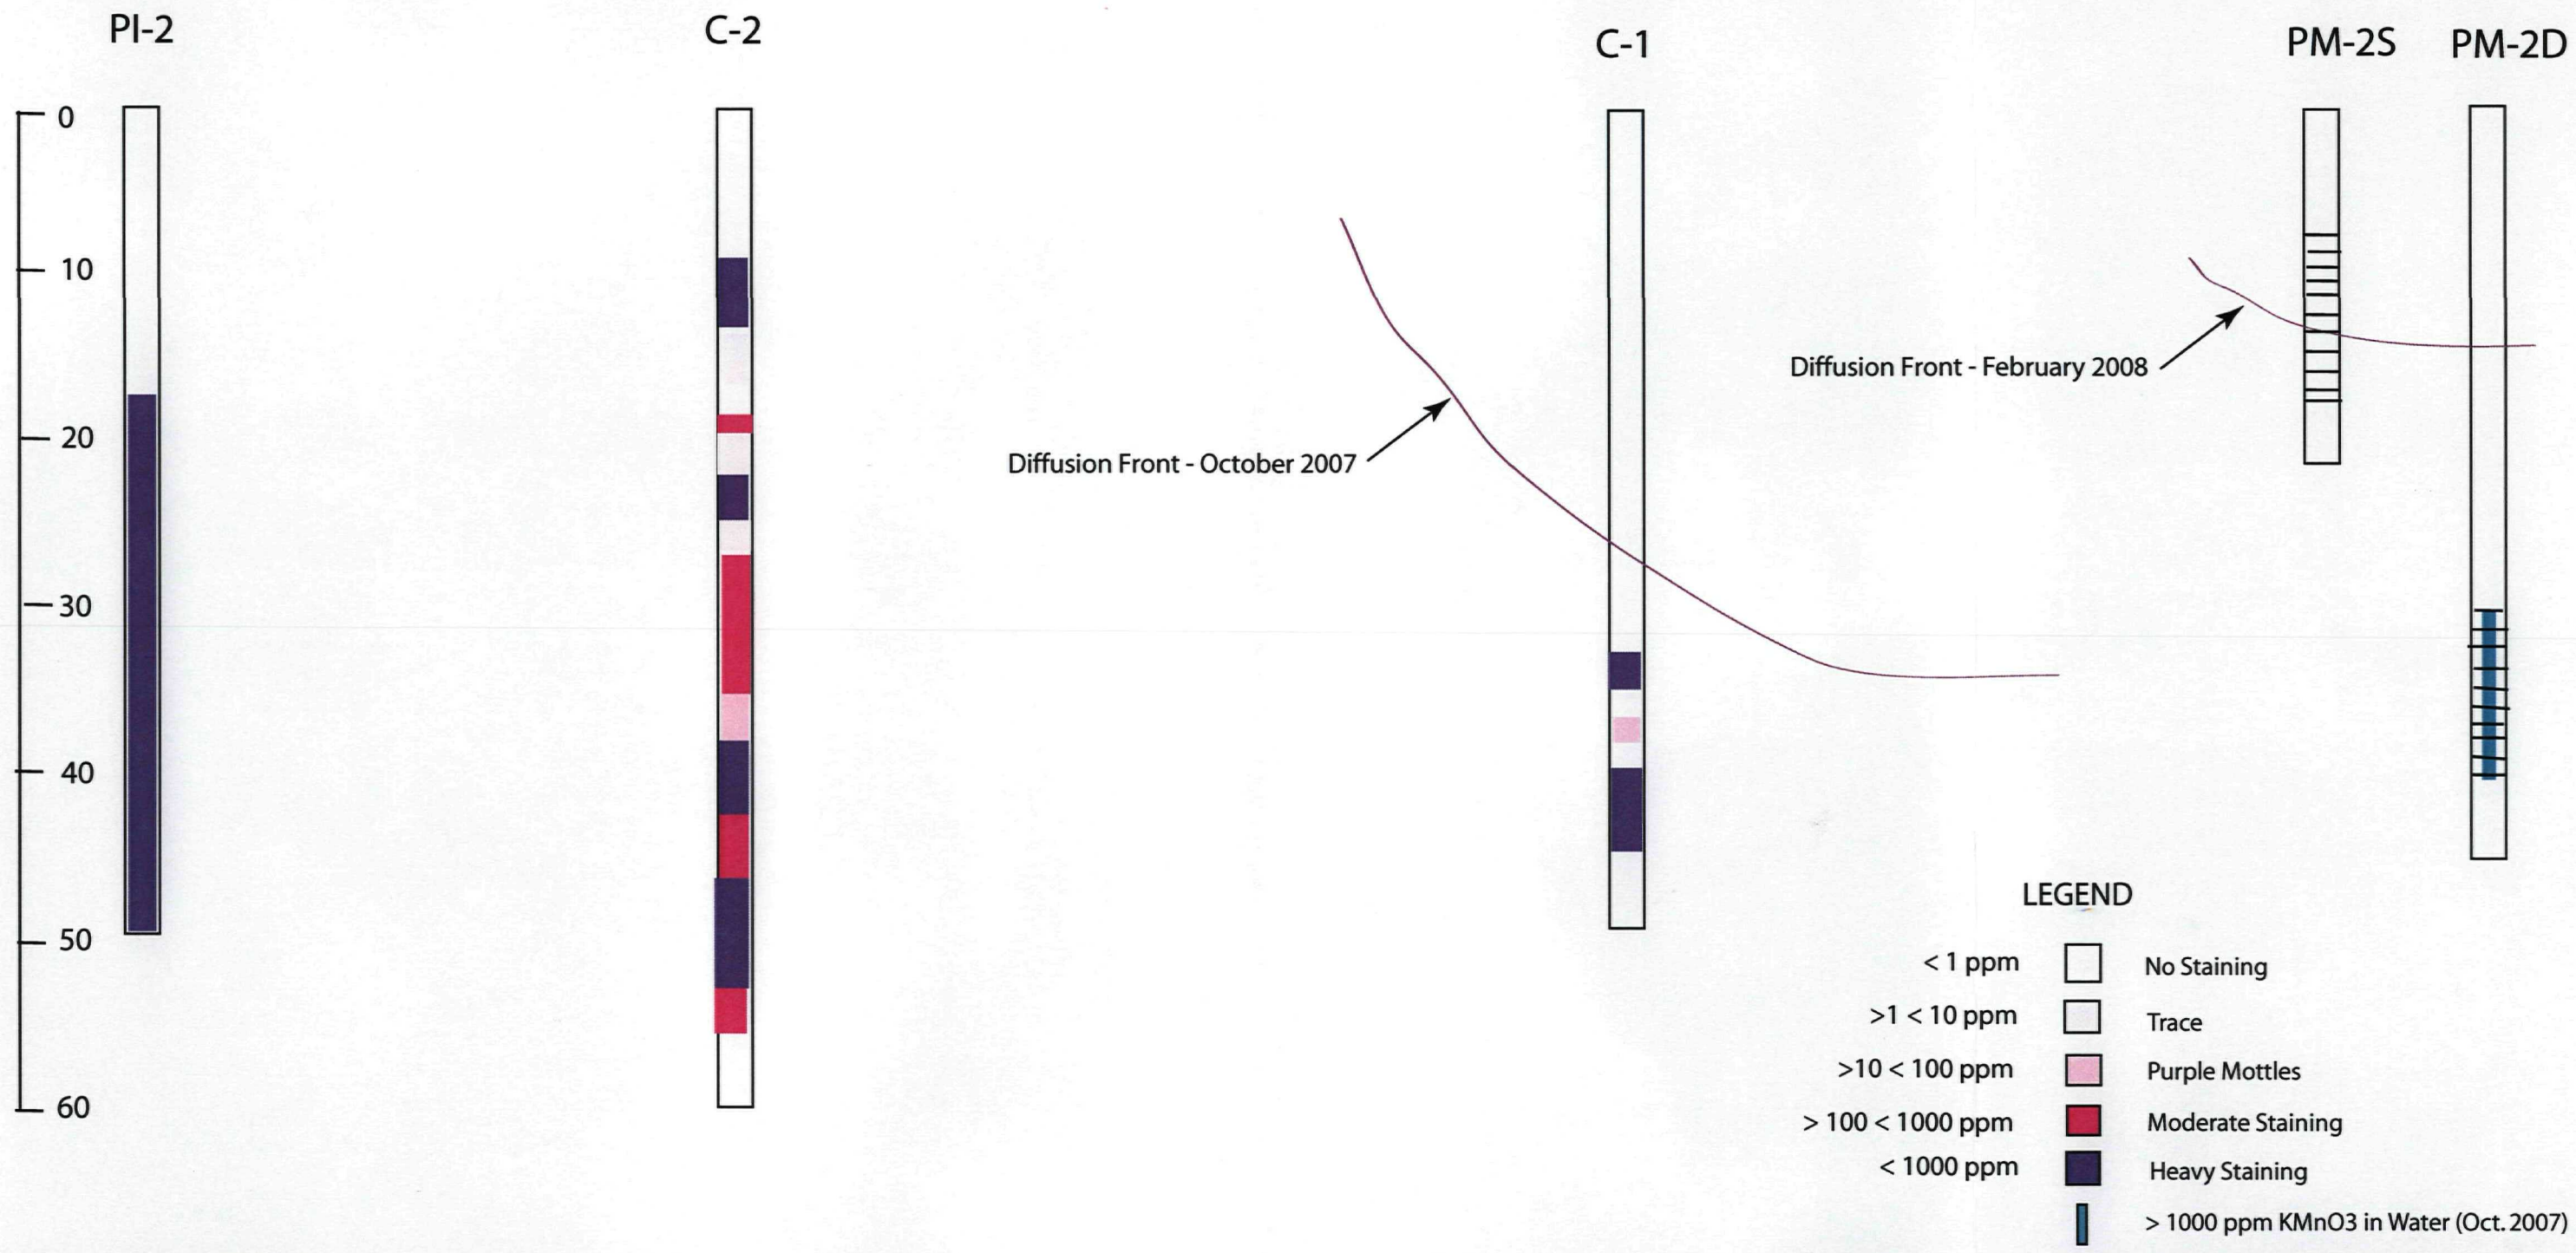 PI-2
C-2
C-1
PM-2S
PM-2D
0
10
20
30
40
50
60
Diffusion Front - October 2007
Diffusion Front - February 2008
LEGEND
< 1 ppm No Staining
>1 < 10 ppm Trace
>10 < 100 ppm Purple Mottles
> 100 < 1000 ppm Moderate Staining
< 1000 ppm Heavy Staining
> 1000 ppm KMnO3 in Water (Oct. 2007)